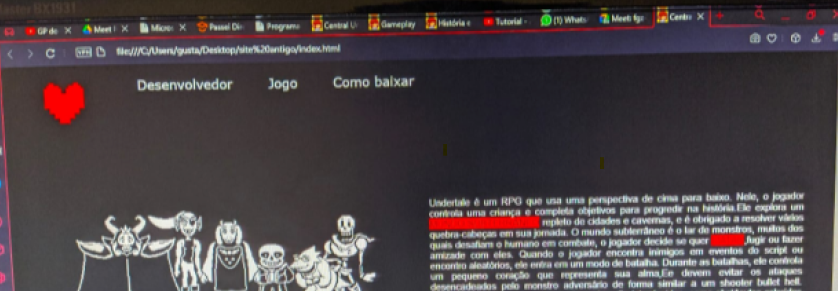 GP do
Meet
Micros
Passei Di
Programa
Central U
Gameplay
História c
Tutorial -
(1) Whats
Meet: fgz
Centra
VPN file:///C:/Users/gusta/Desktop/site%20antigo/index.html
Desenvolvedor Jogo Como baixar
Undertale é um RPG que usa uma perspectiva de cima para baixo. Nele, o jogador
controla uma criança e completa objetivos para progredir na história.Ele explora um
repleto de cidades e cavernas, e é obrigado a resolver vários
quebra-cabeças em sua jornada. O mundo subterrâneo é o lar de monstros, muitos dos
quais desafiam o humano em combate, o jogador decide se quer ,fugir ou fazer
amizade com eles. Quando o jogador encontra inimigos em eventos do script ou
encontro aleatórios, ele entra em um modo de batalha. Durante as batalhas, ele controla
um pequeno coração que representa sua alma,Ele devem evitar os ataques
desencadeados pelo monstro adversário de forma similar a um shooter bullet hell.